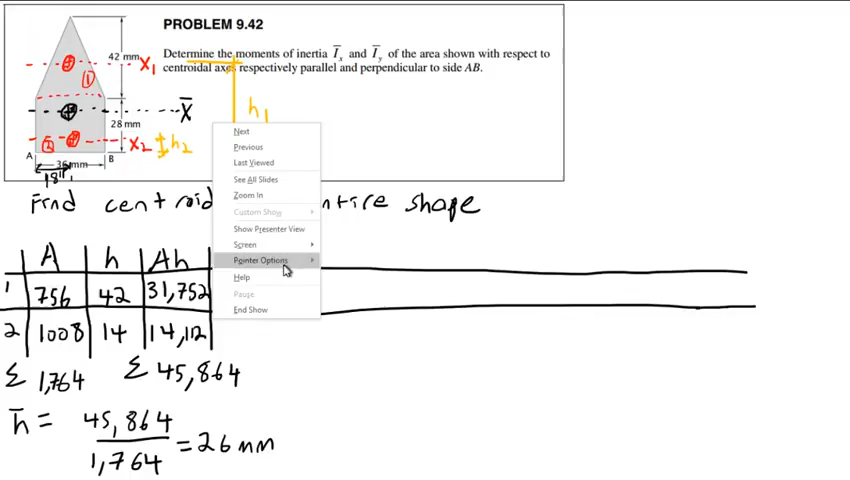 PROBLEM 9.42
Determine the moments of inertia Īx and Īy of the area shown with respect to
centroidal axes respectively parallel and perpendicular to side AB.
42 mm
X1
1
h1
X̄
28 mm
2
X2
h2
A
B
36 mm
18
Next
Previous
Last Viewed
See All Slides
Zoom In
Custom Show
Show Presenter View
Screen
Pointer Options
Help
Pause
End Show
Find centroid ntire shape
A h Ah
1 756 42 31,752
2 1008 14 14,112
Σ 1,764 Σ 45,864
h̄ = 45,864
1,764
= 26 mm